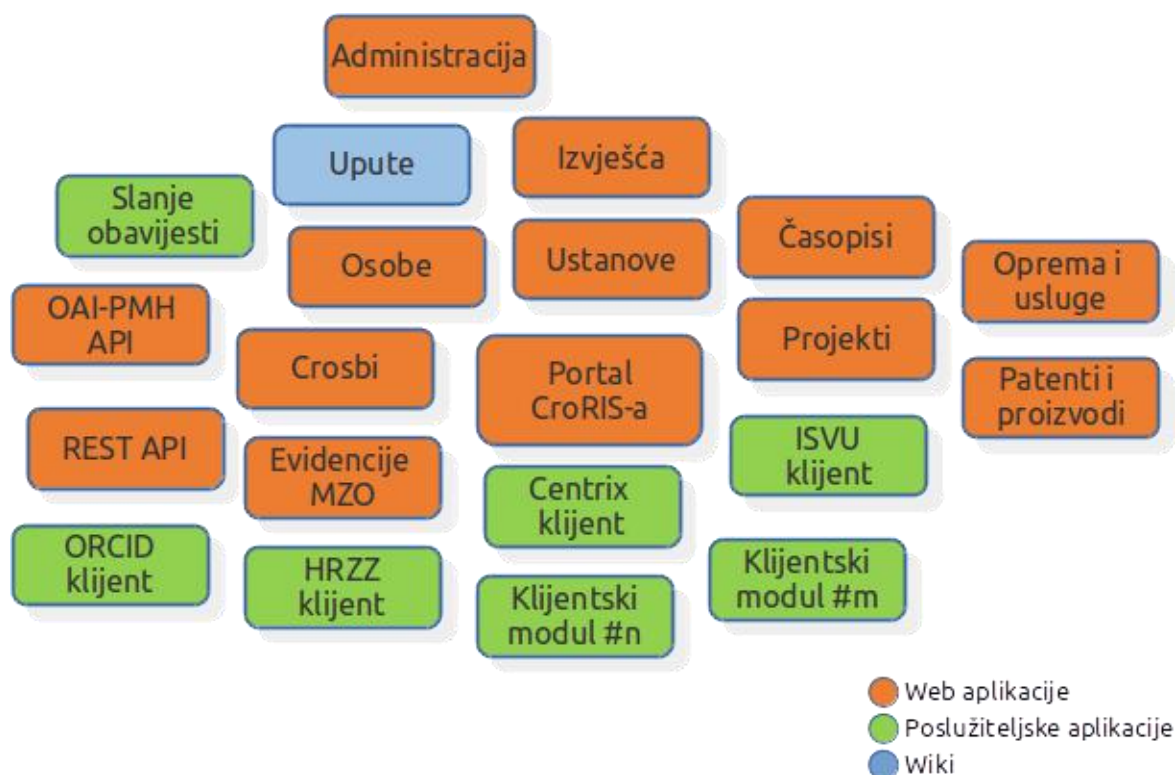 Administracija
Upute
Izvješća
Slanje
obavijesti
Osobe
Ustanove
Časopisi
Oprema i
usluge
OAI-PMH
API
Crosbi
Portal
CroRIS-a
Projekti
Patenti i
proizvodi
REST API
Evidencije
MZO
Centrix
klijent
ISVU
klijent
ORCID
klijent
HRZZ
klijent
Klijentski
modul #n
Klijentski
modul #m
Web aplikacije
Poslužiteljske aplikacije
Wiki